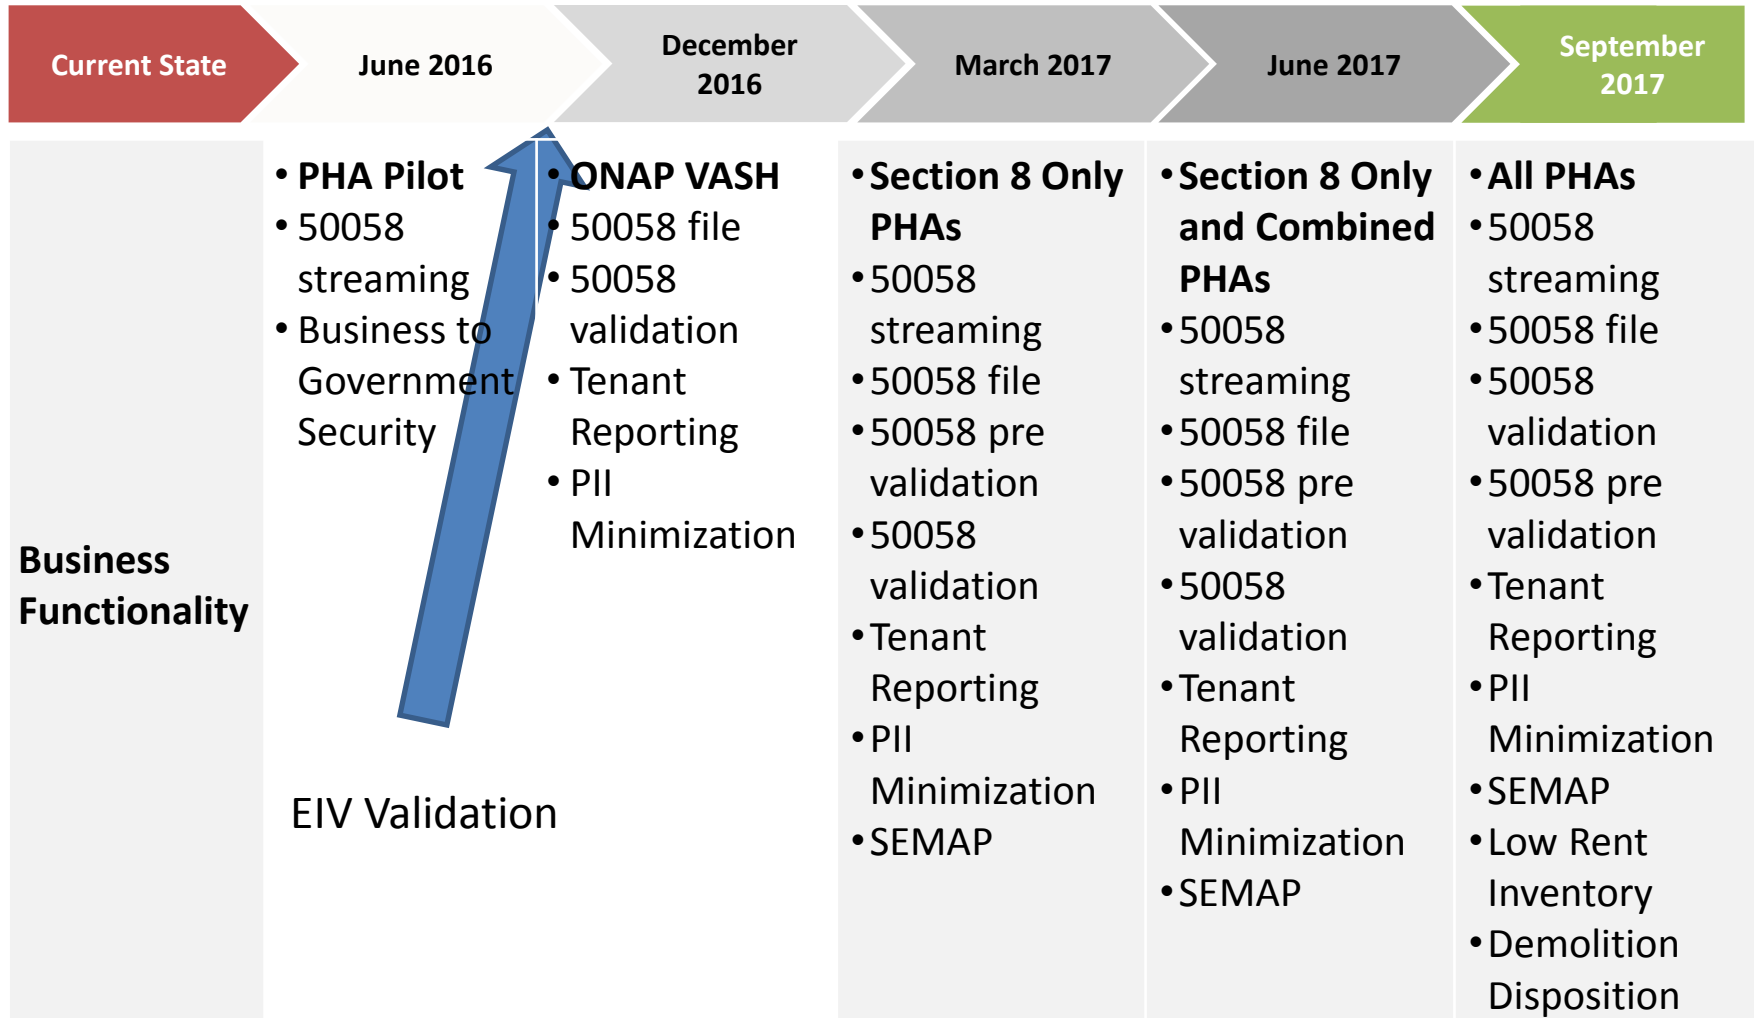 Current State
June 2016
December
2016
March 2017
June 2017
September
2017
Business
Functionality
• PHA Pilot
• 50058
streaming
• Business to
Government
Security
EIV Validation
• ONAP VASH
• 50058 file
• 50058
validation
• Tenant
Reporting
• PII
Minimization
• Section 8 Only
PHAs
• 50058
streaming
• 50058 file
• 50058 pre
validation
• 50058
validation
• Tenant
Reporting
• PII
Minimization
• SEMAP
• Section 8 Only
and Combined
PHAs
• 50058
streaming
• 50058 file
• 50058 pre
validation
• 50058
validation
• Tenant
Reporting
• PII
Minimization
• SEMAP
• All PHAs
• 50058
streaming
• 50058 file
• 50058
validation
• 50058 pre
validation
• Tenant
Reporting
• PII
Minimization
• SEMAP
• Low Rent
Inventory
• Demolition
Disposition